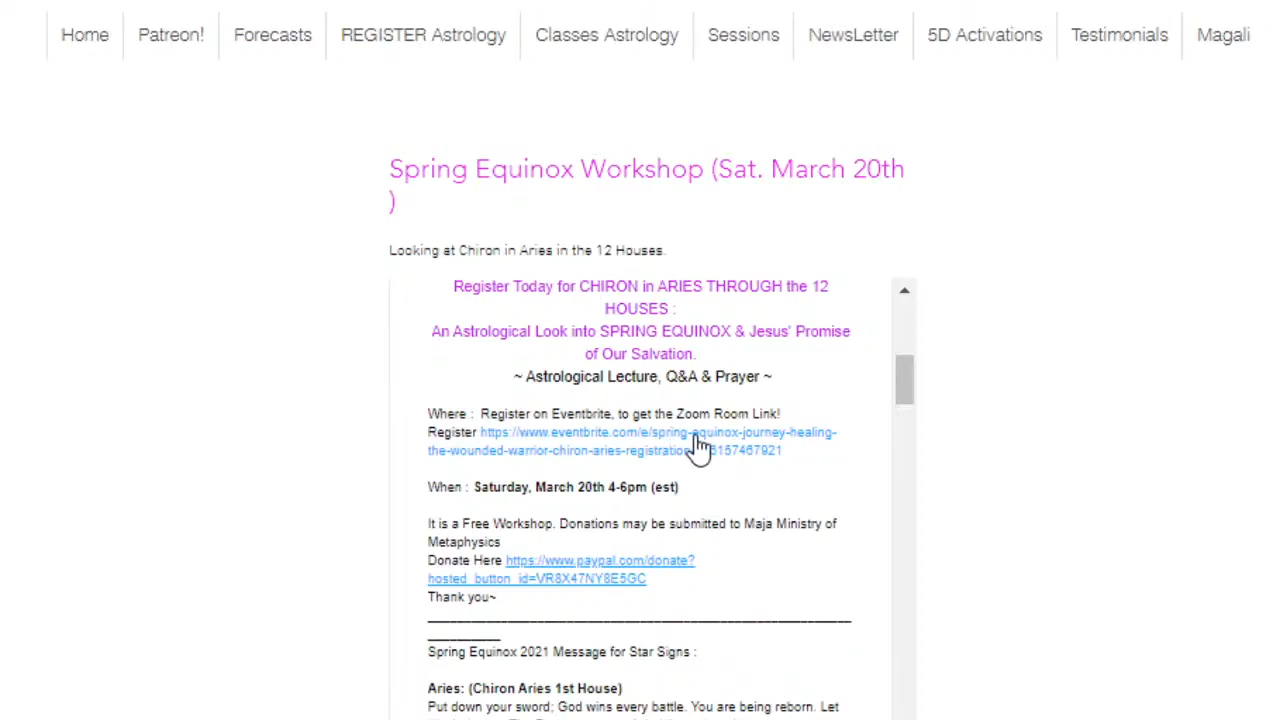 Home Patreon! Forecasts REGISTER Astrology Classes Astrology Sessions NewsLetter 5D Activations Testimonials Magali
Spring Equinox Workshop (Sat. March 20th
)
Looking at Chiron in Aries in the 12 Houses.
Register Today for CHIRON in ARIES THROUGH the 12
HOUSES :
An Astrological Look into SPRING EQUINOX & Jesus' Promise
of Our Salvation.
~ Astrological Lecture, Q&A & Prayer ~
Where : Register on Eventbrite, to get the Zoom Room Link!
Register https://www.eventbrite.com/e/spring-equinox-journey-healing-
the-wounded-warrior-chiron-aries-registration
When : Saturday, March 20th 4-6pm (est)
It is a Free Workshop. Donations may be submitted to Maja Ministry of
Metaphysics
Donate Here https://www.paypal.com/donate?
hosted_button_id=VR8X47NY8E5GC
Thank you~
Spring Equinox 2021 Message for Star Signs :
Aries: (Chiron Aries 1st House)
Put down your sword; God wins every battle. You are being reborn. Let